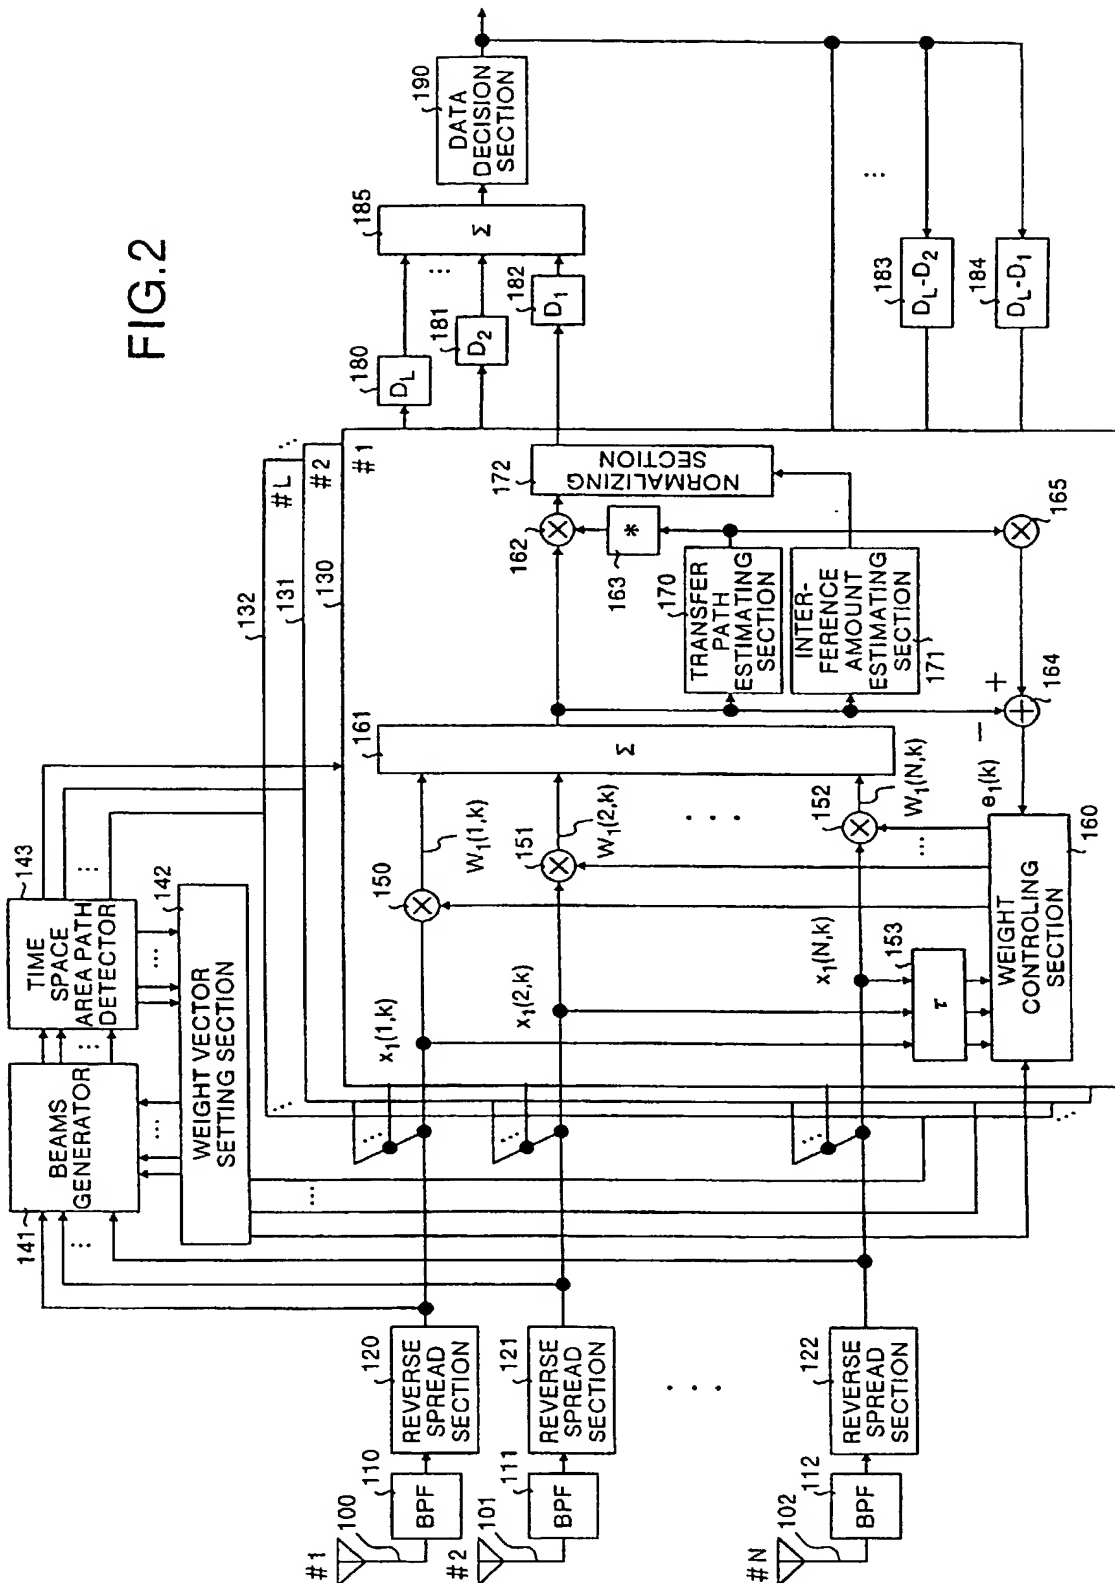 FIG.2
#1
100
110
BPF
120
REVERSE
SPREAD
SECTION
#2
101
111
BPF
121
REVERSE
SPREAD
SECTION
. . .
#N
102
112
BPF
122
REVERSE
SPREAD
SECTION
141
BEAMS
GENERATOR
...
143
TIME
SPACE
AREA PATH
DETECTOR
...
142
WEIGHT VECTOR
SETTING SECTION
...
132
#L
131
#2
130
#1
x1(1,k)
150
W1(1,k)
x1(2,k)
151
W1(2,k)
. . .
x1(N,k)
152
W1(N,k)
153
τ
160
WEIGHT
CONTROLING
SECTION
e1(k)
161
Σ
162
163
*
170
TRANSFER
PATH
ESTIMATING
SECTION
INTER-
FERENCE
AMOUNT
ESTIMATING
SECTION
171
172
NORMALIZING
SECTION
+
−
164
165
180
DL
181
D2
182
D1
...
185
Σ
190
DATA
DECISION
SECTION
...
183
DL-D2
184
DL-D1